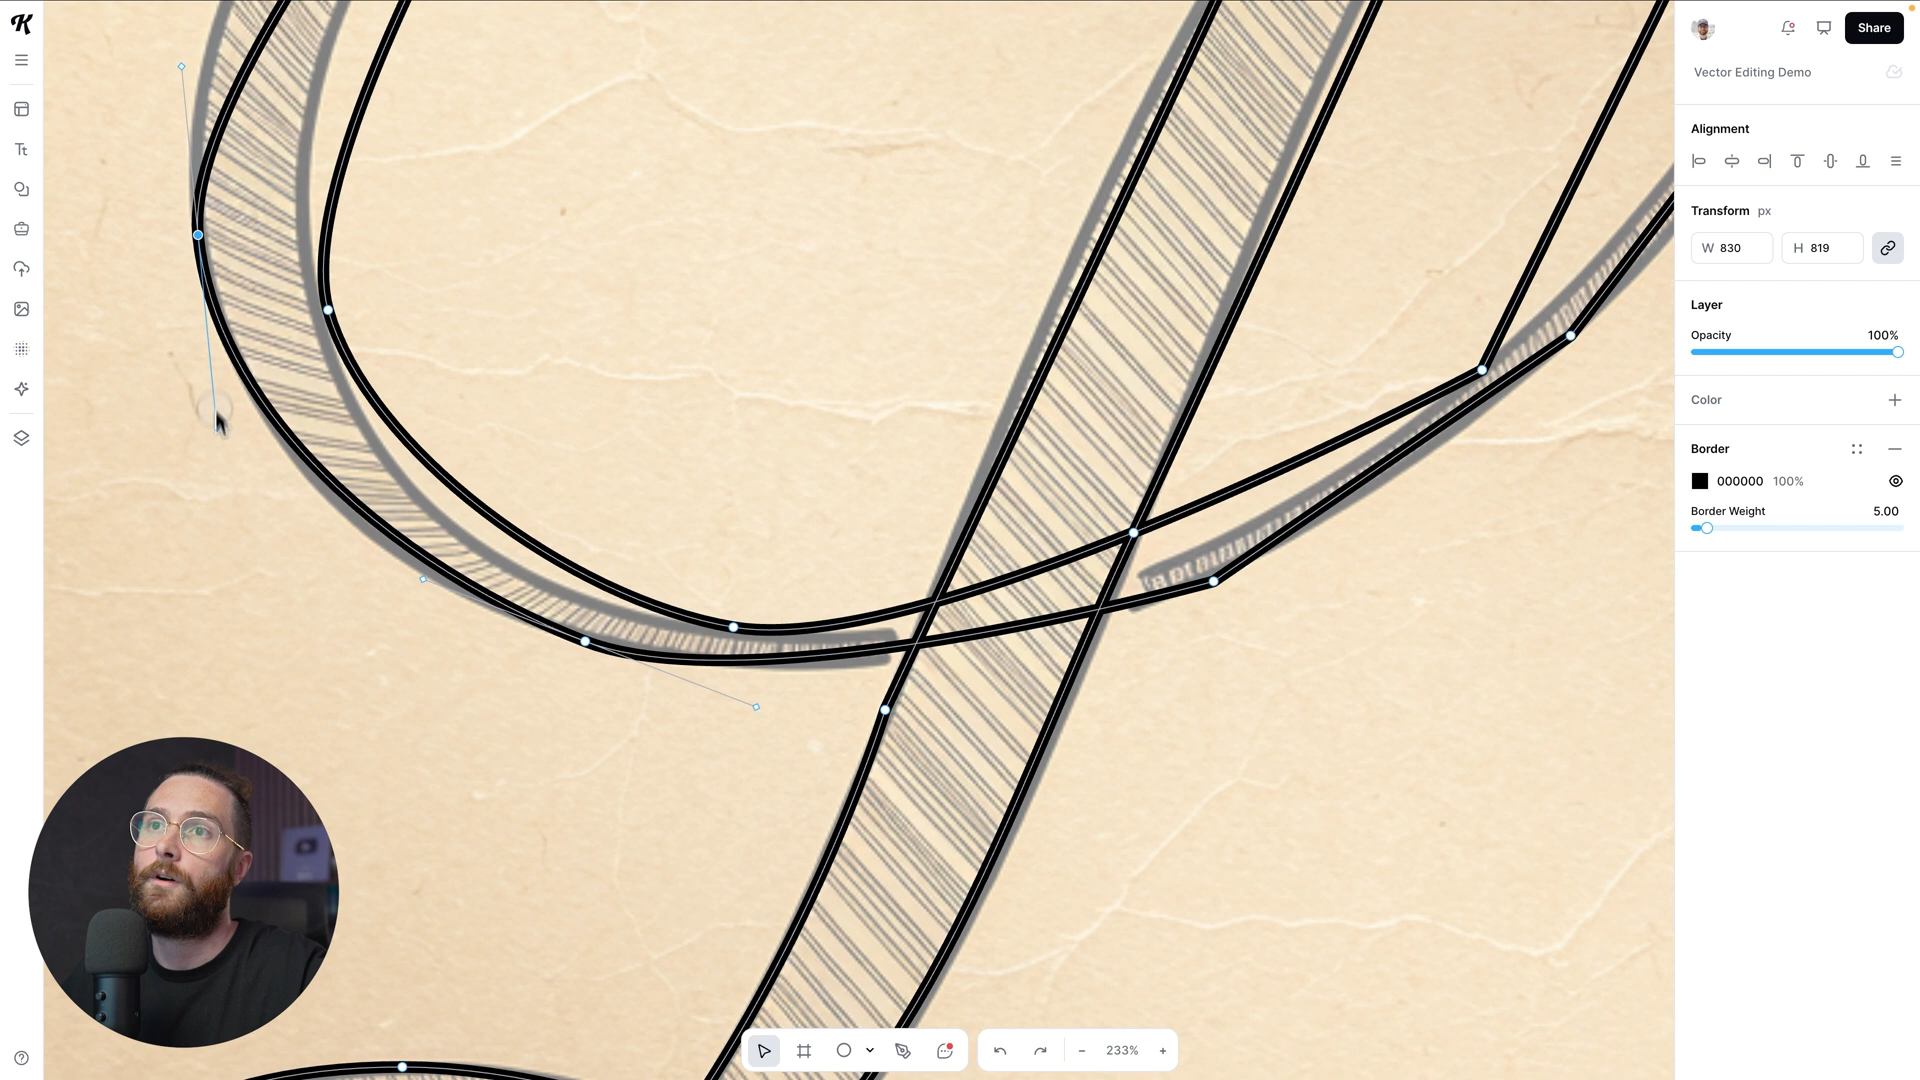 K
Share
Vector Editing Demo
Alignment
Transform px
W 830 H 819
Layer
Opacity 100%
Color
Border
000000 100%
Border Weight 5.00
Tt
233%